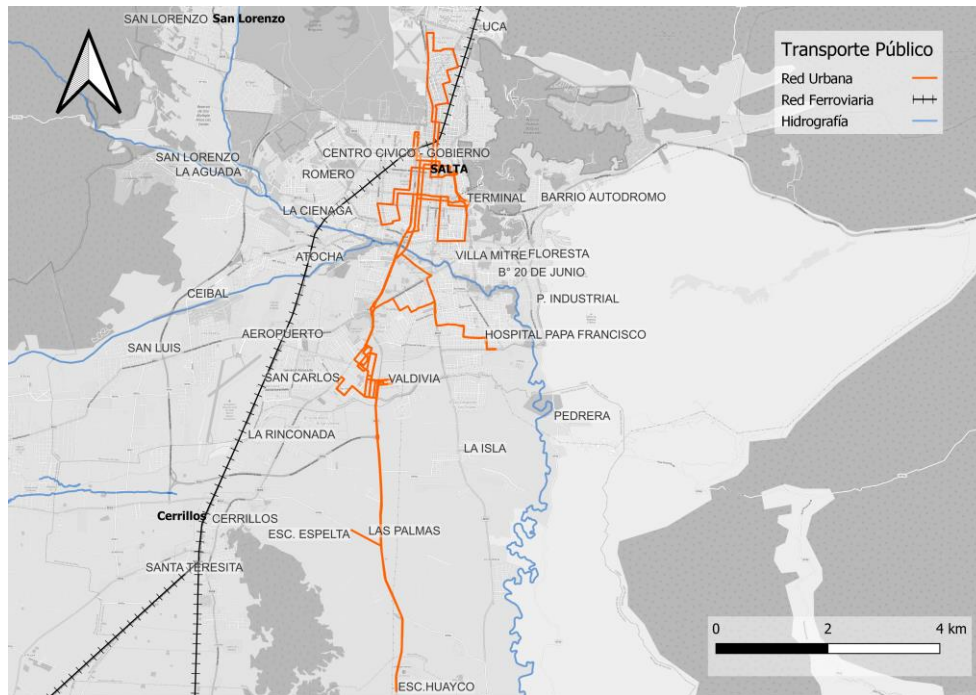 SAN LORENZO
San Lorenzo
UCA
Transporte Público
Red Urbana
Red Ferroviaria
Hidrografía
CENTRO CIVICO - GOBIERNO
SAN LORENZO
LA AGUADA
ROMERO
SALTA
TERMINAL
BARRIO AUTODROMO
LA CIENAGA
ATOCHA
VILLA MITRE
FLORESTA
B° 20 DE JUNIO
CEIBAL
P. INDUSTRIAL
AEROPUERTO
HOSPITAL PAPA FRANCISCO
SAN LUIS
SAN CARLOS
VALDIVIA
PEDRERA
LA RINCONADA
LA ISLA
Cerrillos
CERRILLOS
ESC. ESPELTA
LAS PALMAS
SANTA TERESITA
0 2 4 km
ESC.HUAYCO